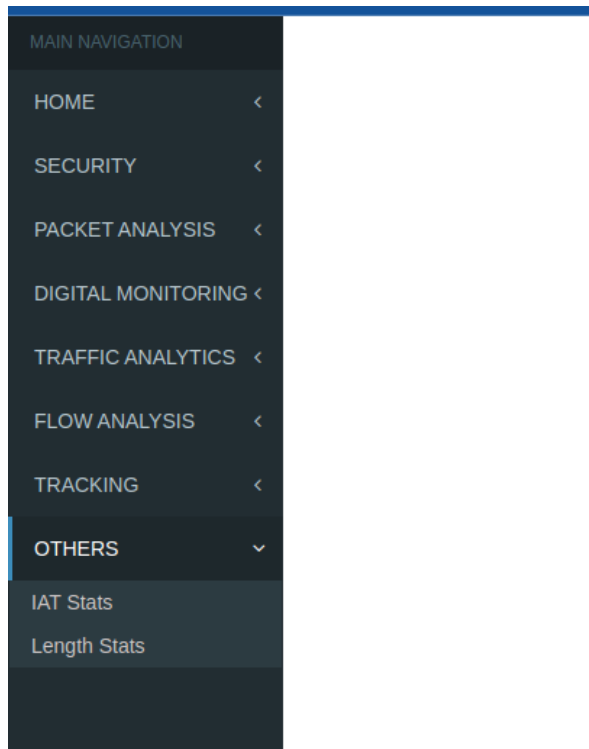 MAIN NAVIGATION
HOME
SECURITY
PACKET ANALYSIS
DIGITAL MONITORING
TRAFFIC ANALYTICS
FLOW ANALYSIS
TRACKING
OTHERS
IAT Stats
Length Stats